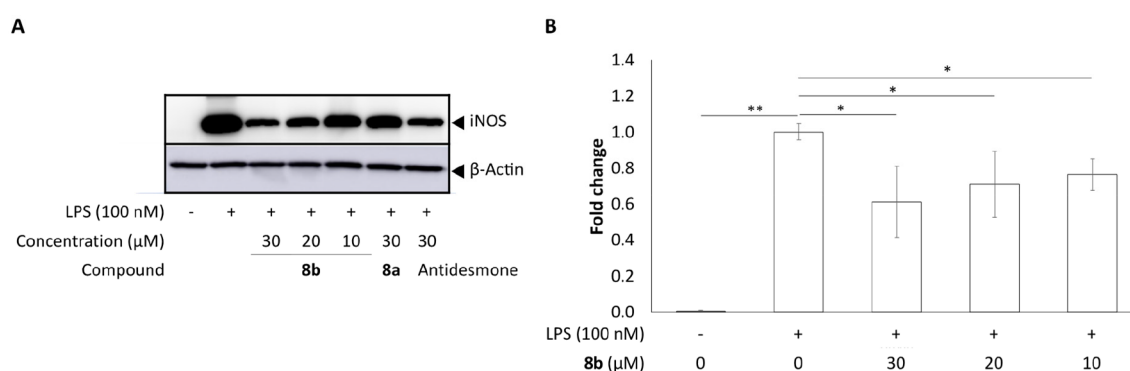 A
iNOS
β-Actin
LPS (100 nM) - + + + + + +
Concentration (µM) 30 20 10 30 30
Compound 8b 8a Antidesmone
B
Fold change
1.4
1.2
1.0
0.8
0.6
0.4
0.2
0.0
*
*
** *
LPS (100 nM) - + + + +
8b (µM) 0 0 30 20 10